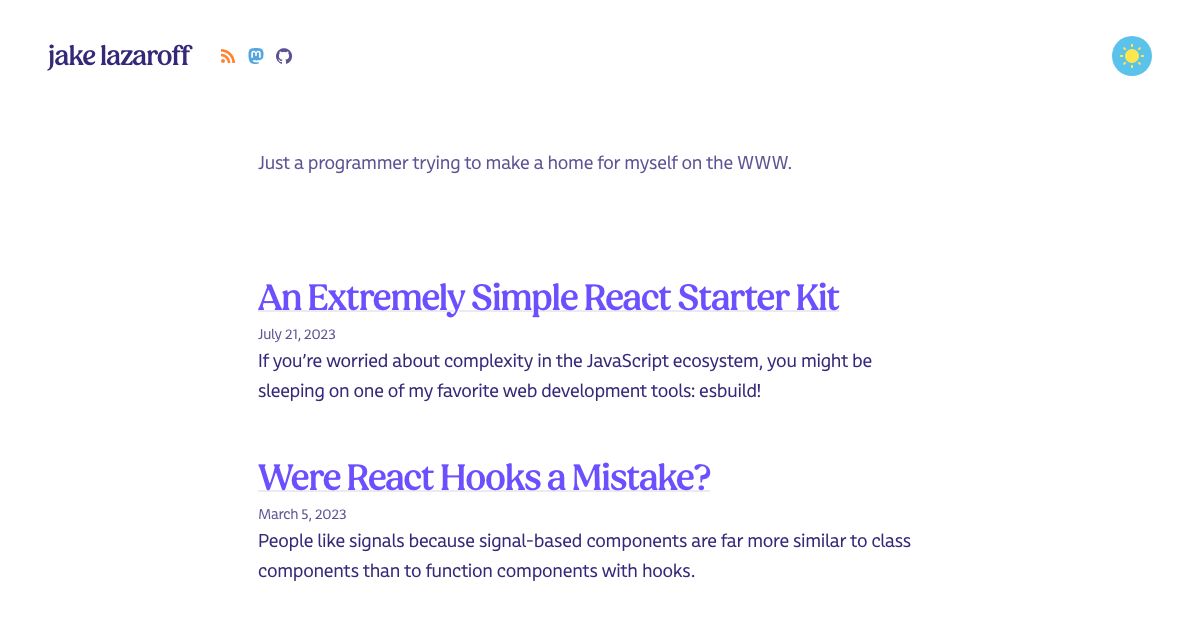 jake lazaroff
Just a programmer trying to make a home for myself on the WWW.
An Extremely Simple React Starter Kit
July 21, 2023
If you’re worried about complexity in the JavaScript ecosystem, you might be
sleeping on one of my favorite web development tools: esbuild!
Were React Hooks a Mistake?
March 5, 2023
People like signals because signal-based components are far more similar to class
components than to function components with hooks.